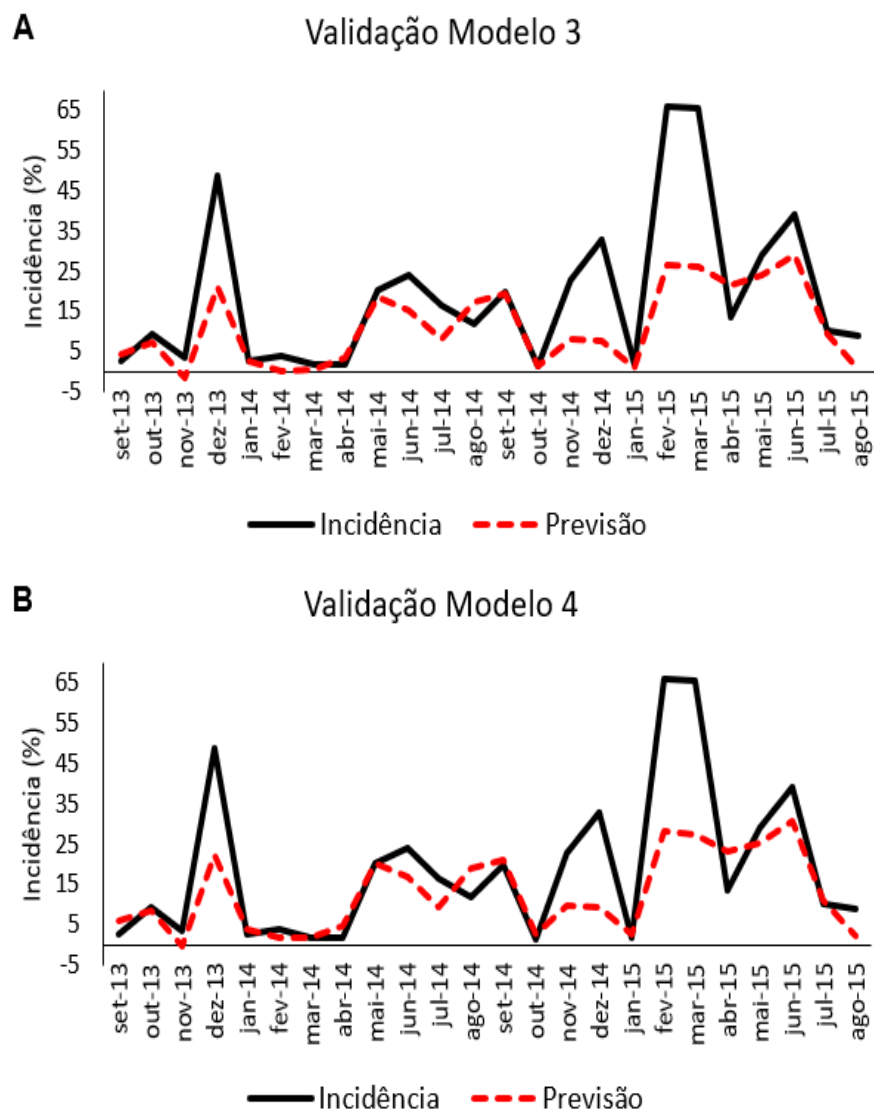 A
Validação Modelo 3
Incidência (%)
65
55
45
35
25
15
5
-5
set-13
out-13
nov-13
dez-13
jan-14
fev-14
mar-14
abr-14
mai-14
jun-14
jul-14
ago-14
set-14
out-14
nov-14
dez-14
jan-15
fev-15
mar-15
abr-15
mai-15
jun-15
jul-15
ago-15
Incidência Previsão
B
Validação Modelo 4
Incidência (%)
65
55
45
35
25
15
5
-5
set-13
out-13
nov-13
dez-13
jan-14
fev-14
mar-14
abr-14
mai-14
jun-14
jul-14
ago-14
set-14
out-14
nov-14
dez-14
jan-15
fev-15
mar-15
abr-15
mai-15
jun-15
jul-15
ago-15
Incidência Previsão